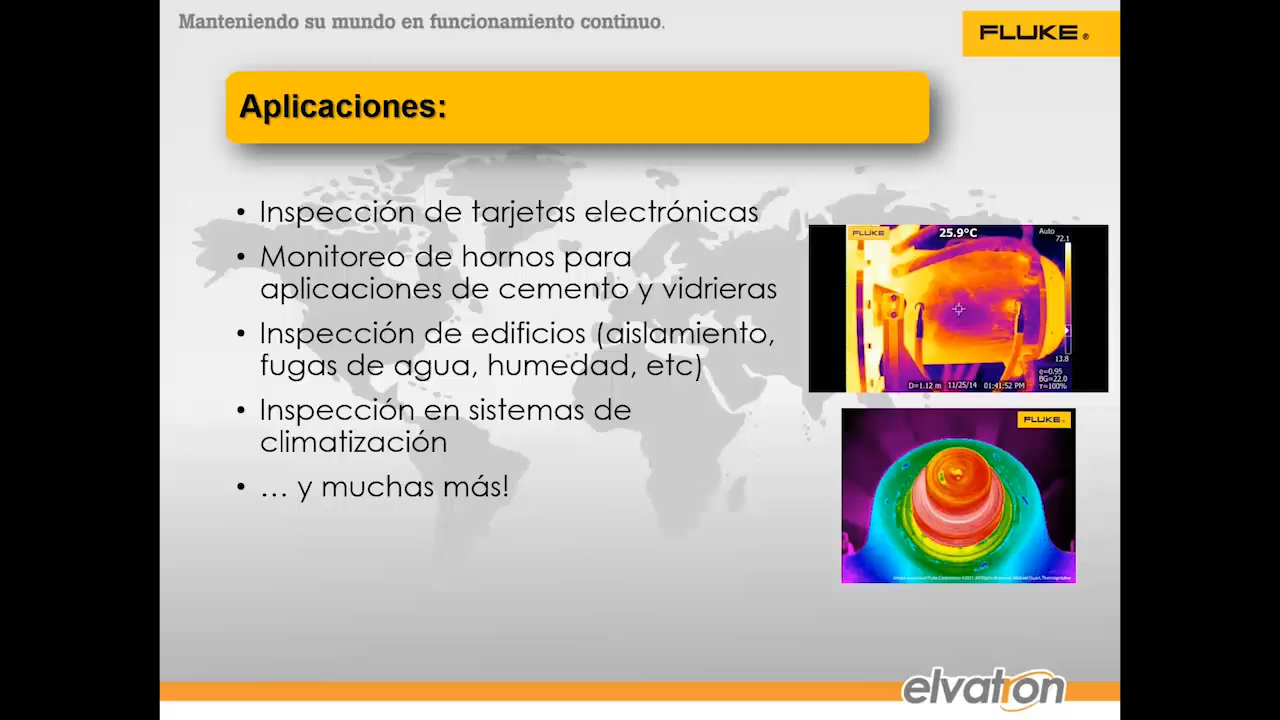 Manteniendo su mundo en funcionamiento continuo.
FLUKE®
Aplicaciones:
• Inspección de tarjetas electrónicas
• Monitoreo de hornos para
aplicaciones de cemento y vidrieras
• Inspección de edificios (aislamiento,
fugas de agua, humedad, etc)
• Inspección en sistemas de
climatización
• … y muchas más!
FLUKE
25.9°C
Auto
72.1
13.8
e=0.95
BG=22.0
τ=100%
D=1.12 m 11/25/14 01:41:52 PM
FLUKE
elvatron